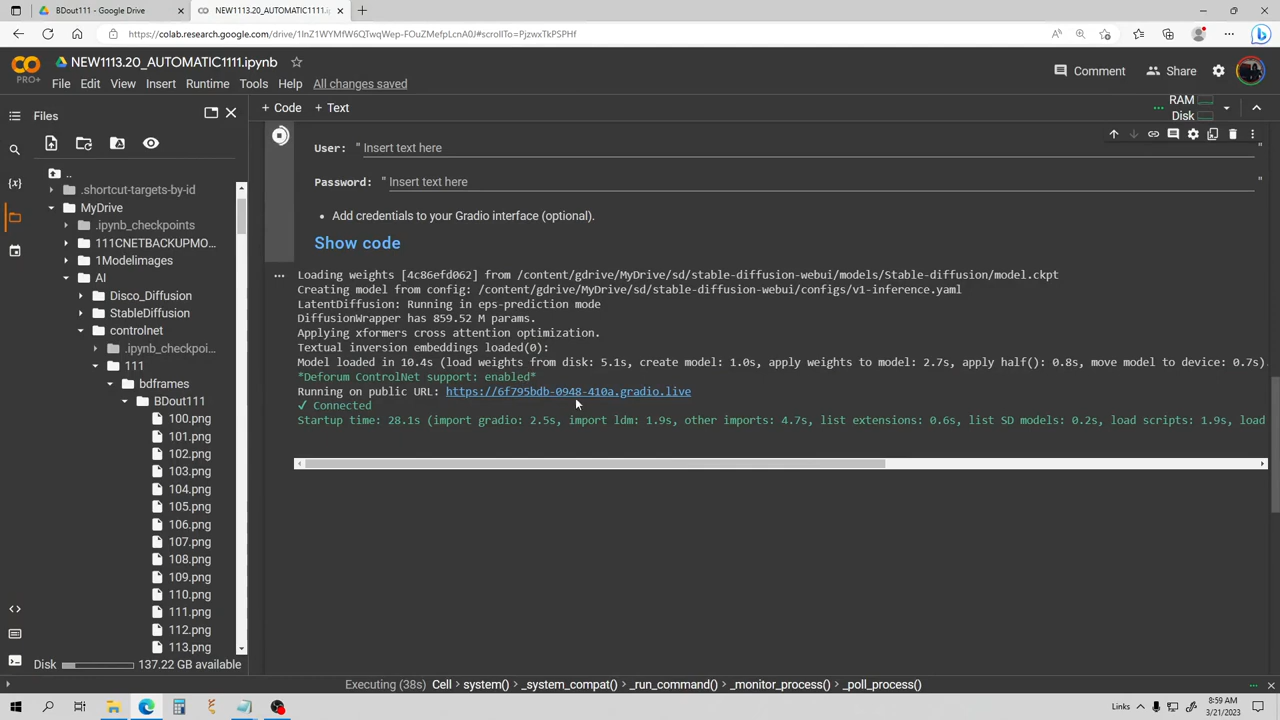 BDout111 - Google Drive
NEW1113.20_AUTOMATIC1111.ipynb
https://colab.research.google.com/drive/1InZ1WYMfW6QTwqWep-FOuZMefpLcnA0J#scrollTo=PjzwxTkPSPHf
PRO+
NEW1113.20_AUTOMATIC1111.ipynb
File Edit View Insert Runtime Tools Help All changes saved
Comment Share
Files
+ Code + Text
RAM
Disk
..
.shortcut-targets-by-id
MyDrive
.ipynb_checkpoints
111CNETBACKUPMO...
1Modelimages
AI
Disco_Diffusion
StableDiffusion
controlnet
.ipynb_checkpoi...
111
bdframes
BDout111
100.png
101.png
102.png
103.png
104.png
105.png
106.png
107.png
108.png
109.png
110.png
111.png
112.png
113.png
Disk 137.22 GB available
User: " Insert text here "
Password: " Insert text here "
• Add credentials to your Gradio interface (optional).
Show code
Loading weights [4c86efd062] from /content/gdrive/MyDrive/sd/stable-diffusion-webui/models/Stable-diffusion/model.ckpt
Creating model from config: /content/gdrive/MyDrive/sd/stable-diffusion-webui/configs/v1-inference.yaml
LatentDiffusion: Running in eps-prediction mode
DiffusionWrapper has 859.52 M params.
Applying xformers cross attention optimization.
Textual inversion embeddings loaded(0):
Model loaded in 10.4s (load weights from disk: 5.1s, create model: 1.0s, apply weights to model: 2.7s, apply half(): 0.8s, move model to device: 0.7s)
*Deforum ControlNet support: enabled*
Running on public URL: https://6f795bdb-0948-410a.gradio.live
✓ Connected
Startup time: 28.1s (import gradio: 2.5s, import ldm: 1.9s, other imports: 4.7s, list extensions: 0.6s, list SD models: 0.2s, load scripts: 1.9s, load
Executing (38s) Cell > system() > _system_compat() > _run_command() > _monitor_process() > _poll_process()
Links
8:59 AM
3/21/2023